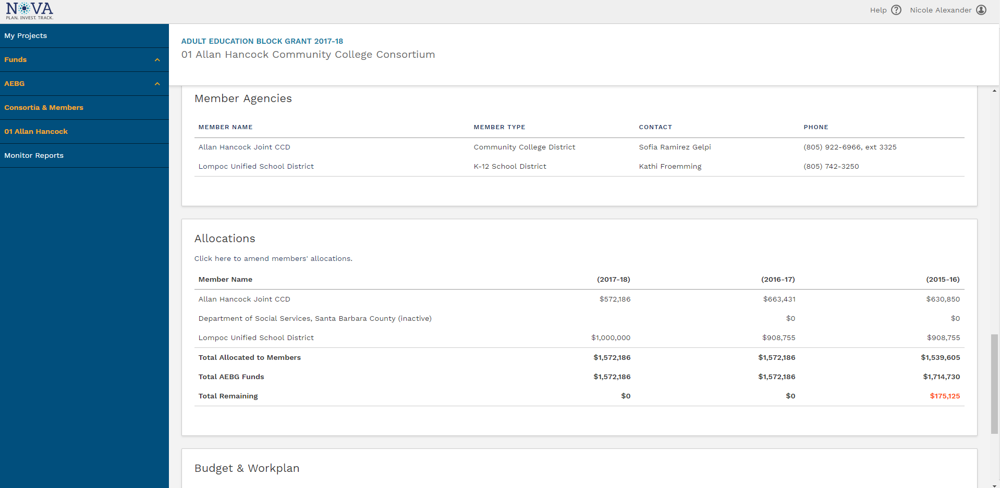 NOVA
PLAN. INVEST. TRACK.
Help ? Nicole Alexander
My Projects
Funds
AEBG
Consortia & Members
01 Allan Hancock
Monitor Reports
ADULT EDUCATION BLOCK GRANT 2017-18
01 Allan Hancock Community College Consortium
Member Agencies
MEMBER NAME MEMBER TYPE CONTACT PHONE
Allan Hancock Joint CCD Community College District Sofia Ramirez Gelpi (805) 922-6966, ext 3325
Lompoc Unified School District K-12 School District Kathi Froemming (805) 742-3250
Allocations
Click here to amend members' allocations.
Member Name (2017-18) (2016-17) (2015-16)
Allan Hancock Joint CCD $572,186 $663,431 $630,850
Department of Social Services, Santa Barbara County (inactive) $0 $0
Lompoc Unified School District $1,000,000 $908,755 $908,755
Total Allocated to Members $1,572,186 $1,572,186 $1,539,605
Total AEBG Funds $1,572,186 $1,572,186 $1,714,730
Total Remaining $0 $0 $175,125
Budget & Workplan